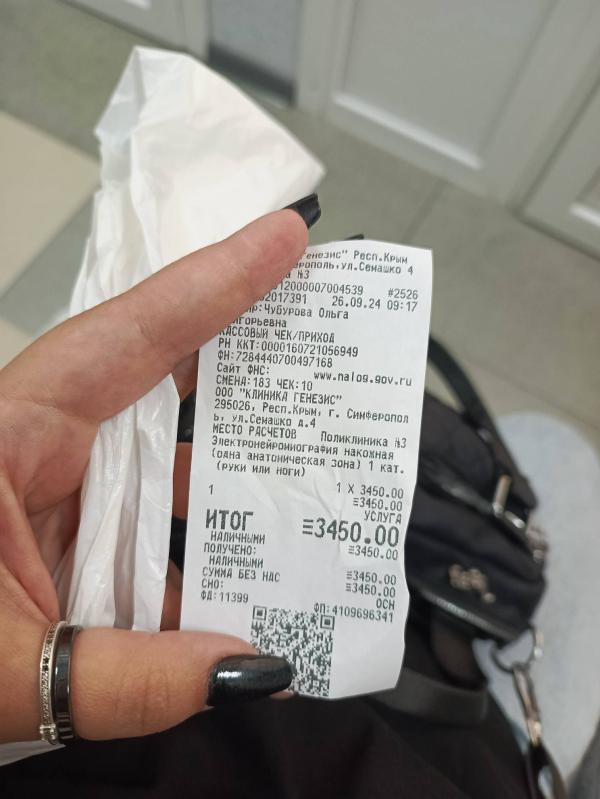 Генезис" Респ.Крым
ул.Семашко 4
а №3
12000007004539 #2526
02017391 26.09.24 09:17
ир:Чубурова Ольга
игорьевна
КАССОВЫЙ ЧЕК/ПРИХОД
РН ККТ:0000160721056949
ФН:7284440700497168
Сайт ФНС: www.nalog.gov.ru
СМЕНА:183 ЧЕК:10
ООО "КЛИНИКА ГЕНЕЗИС"
295026, Респ.Крым, г. Симферопол
ь, ул.Семашко д.4
МЕСТО РАСЧЕТОВ Поликлиника №3
Электронейромиография накожная
(одна анатомическая зона) 1 кат.
(руки или ноги)
1 1 X 3450.00
≡3450.00
УСЛУГА
ИТОГ ≡3450.00
НАЛИЧНЫМИ ≡3450.00
ПОЛУЧЕНО:
НАЛИЧНЫМИ ≡3450.00
СУММА БЕЗ НДС ≡3450.00
СНО: ОСН
ФД:11399 ФП:4109696341